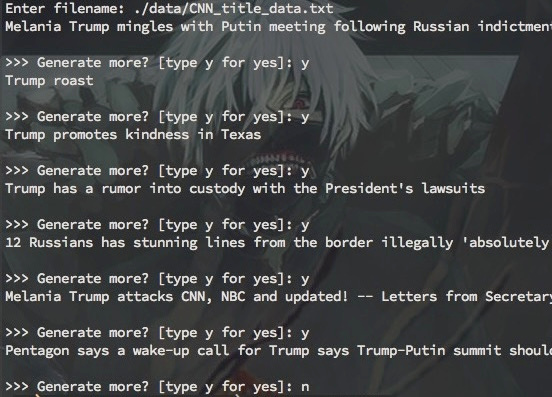 Enter filename: ./data/CNN_title_data.txt
Melania Trump mingles with Putin meeting following Russian indictment
>>> Generate more? [type y for yes]: y
Trump roast
>>> Generate more? [type y for yes]: y
Trump promotes kindness in Texas
>>> Generate more? [type y for yes]: y
Trump has a rumor into custody with the President's lawsuits
>>> Generate more? [type y for yes]: y
12 Russians has stunning lines from the border illegally 'absolutely
>>> Generate more? [type y for yes]: y
Melania Trump attacks CNN, NBC and updated! -- Letters from Secretary
>>> Generate more? [type y for yes]: y
Pentagon says a wake-up call for Trump says Trump-Putin summit shoul
>>> Generate more? [type y for yes]: n